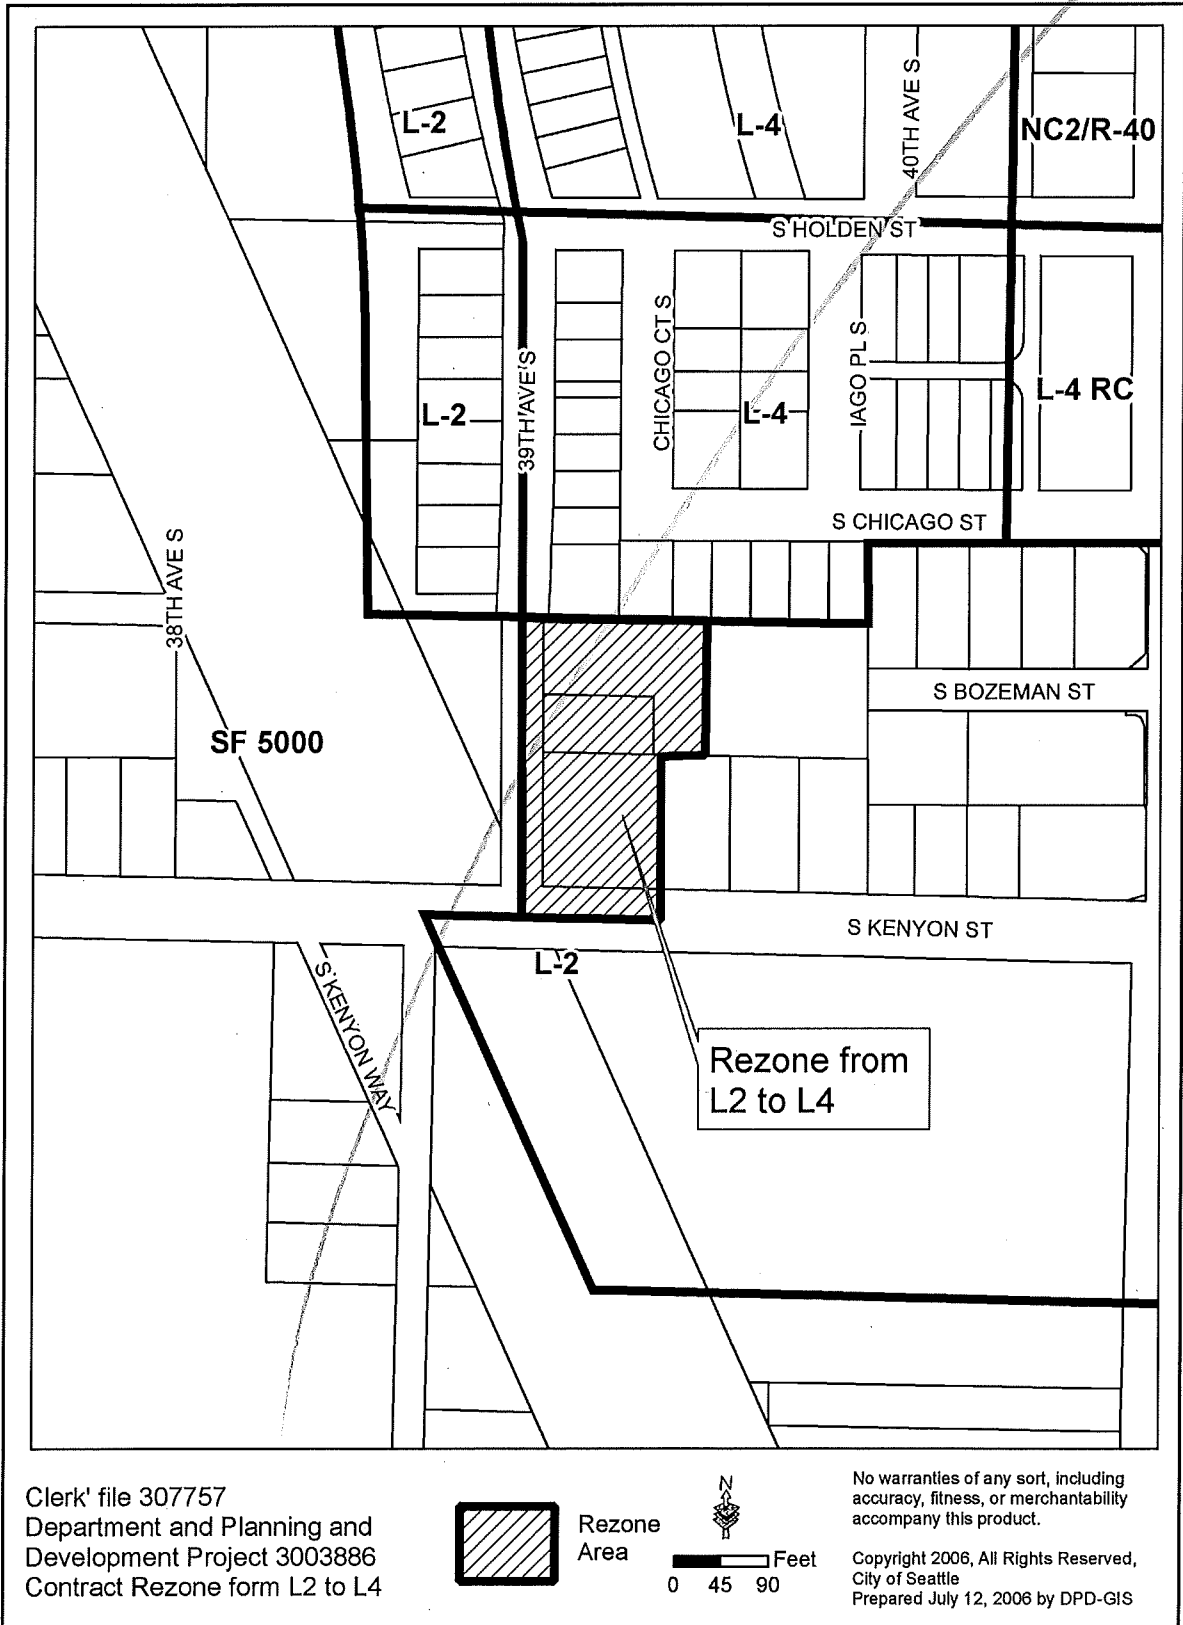 L-2
L-4
40TH AVE S
NC2/R-40
S HOLDEN ST
39TH AVE S
CHICAGO CT S
IAGO PL S
L-2
L-4
L-4 RC
S CHICAGO ST
38TH AVE S
S BOZEMAN ST
SF 5000
S KENYON ST
L-2
S KENYON WAY
Rezone from
L2 to L4
Clerk' file 307757
Department and Planning and
Development Project 3003886
Contract Rezone form L2 to L4
Rezone
Area
N
Feet
0 45 90
No warranties of any sort, including
accuracy, fitness, or merchantability
accompany this product.
Copyright 2006, All Rights Reserved,
City of Seattle
Prepared July 12, 2006 by DPD-GIS